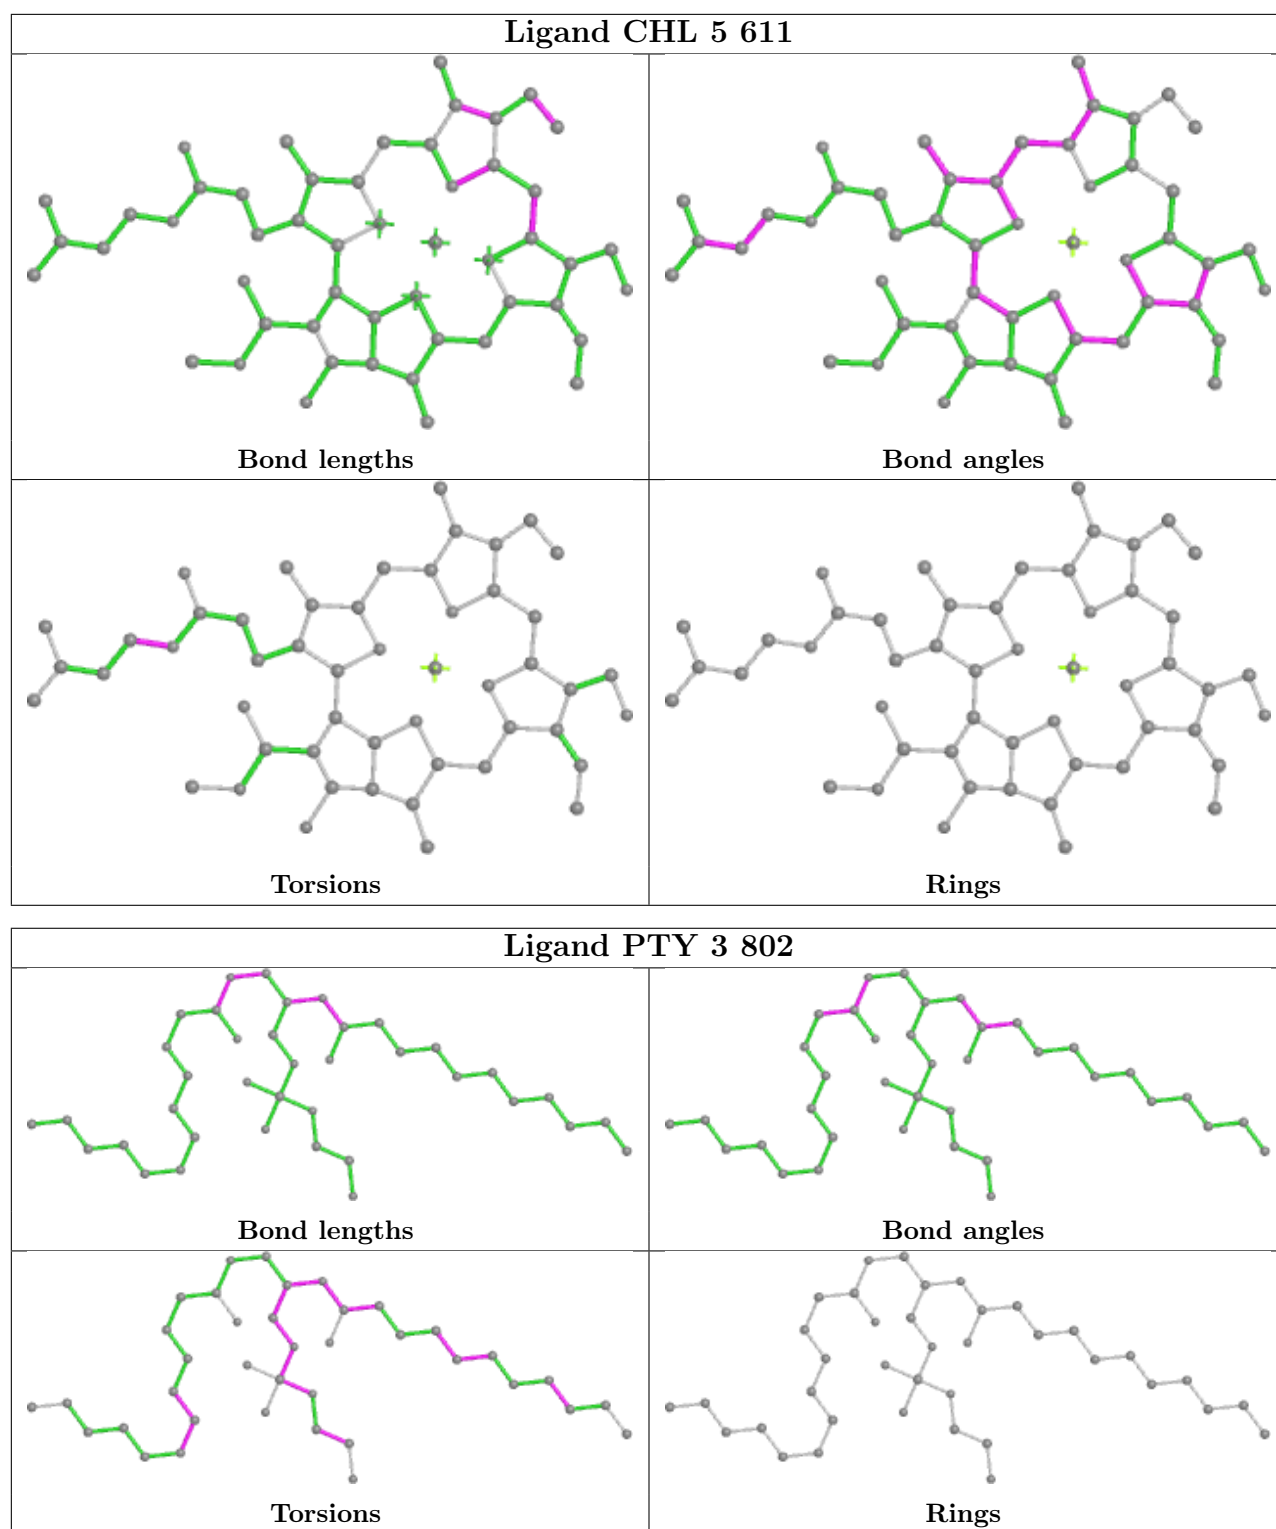 Ligand CHL 5 611
Bond lengths
Bond angles
Torsions
Rings
Ligand PTY 3 802
Bond lengths
Bond angles
Torsions
Rings